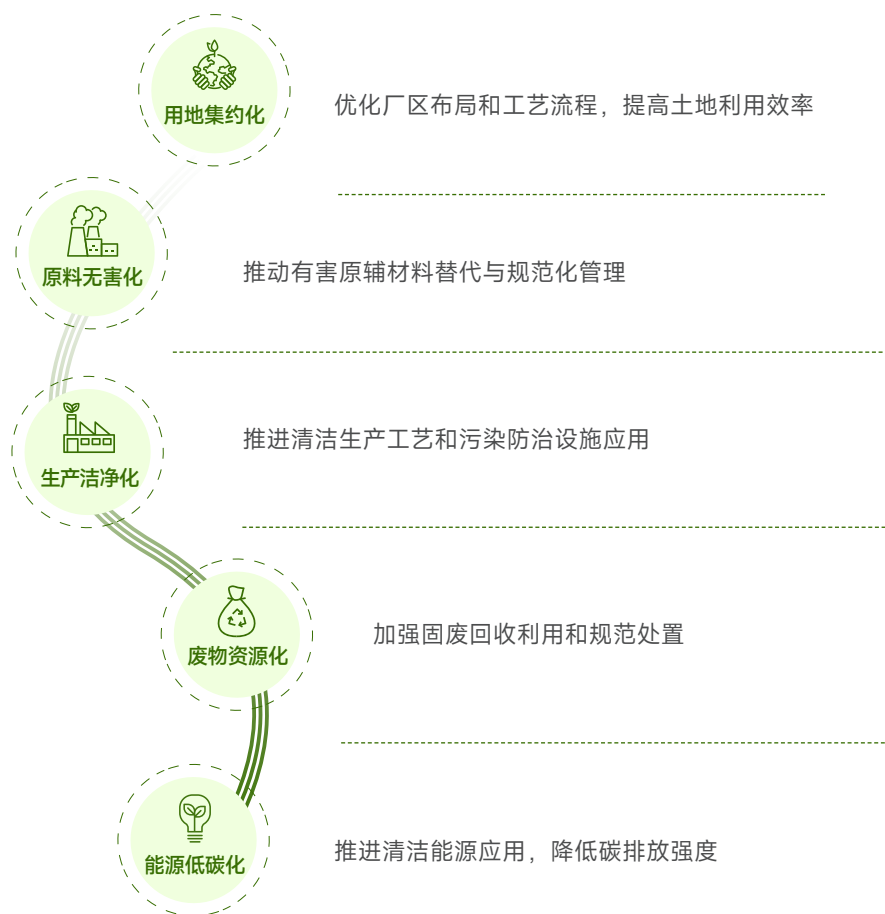 用地集约化
优化厂区布局和工艺流程，提高土地利用效率
原料无害化
推动有害原辅材料替代与规范化管理
生产洁净化
推进清洁生产工艺和污染防治设施应用
废物资源化
加强固废回收利用和规范处置
能源低碳化
推进清洁能源应用，降低碳排放强度